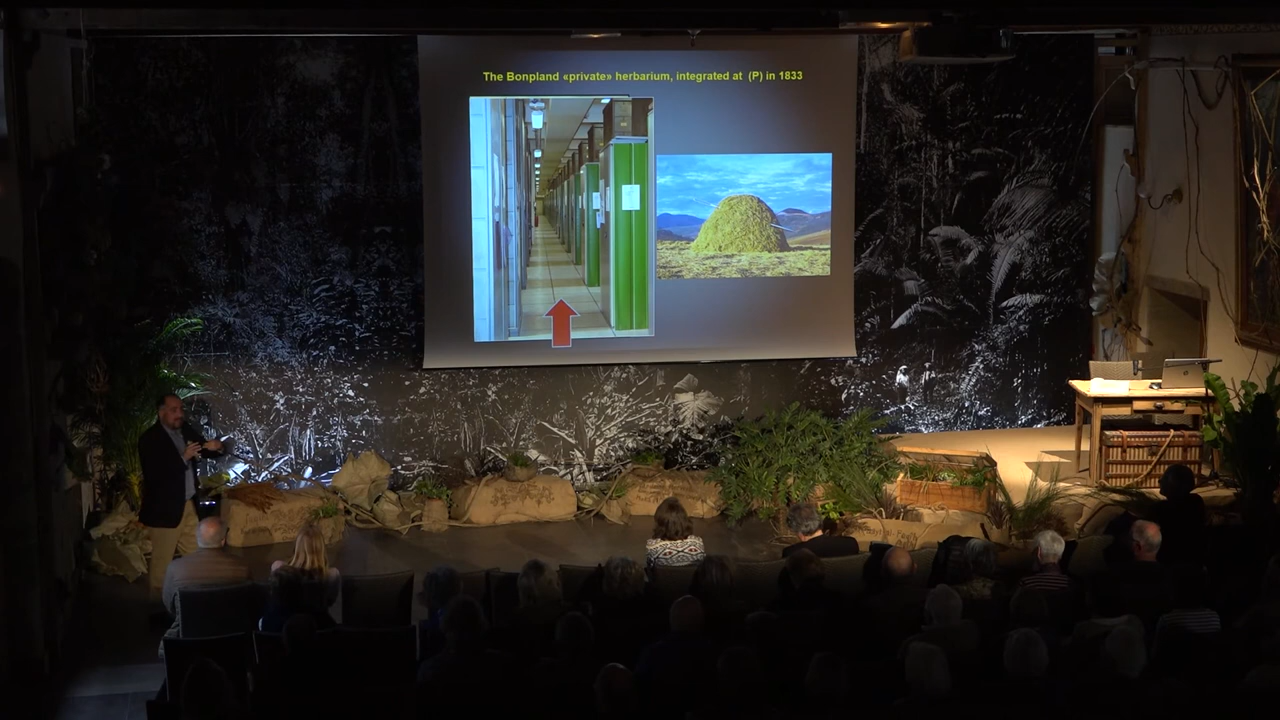 The Bonpland «private» herbarium, integrated at (P) in 1833